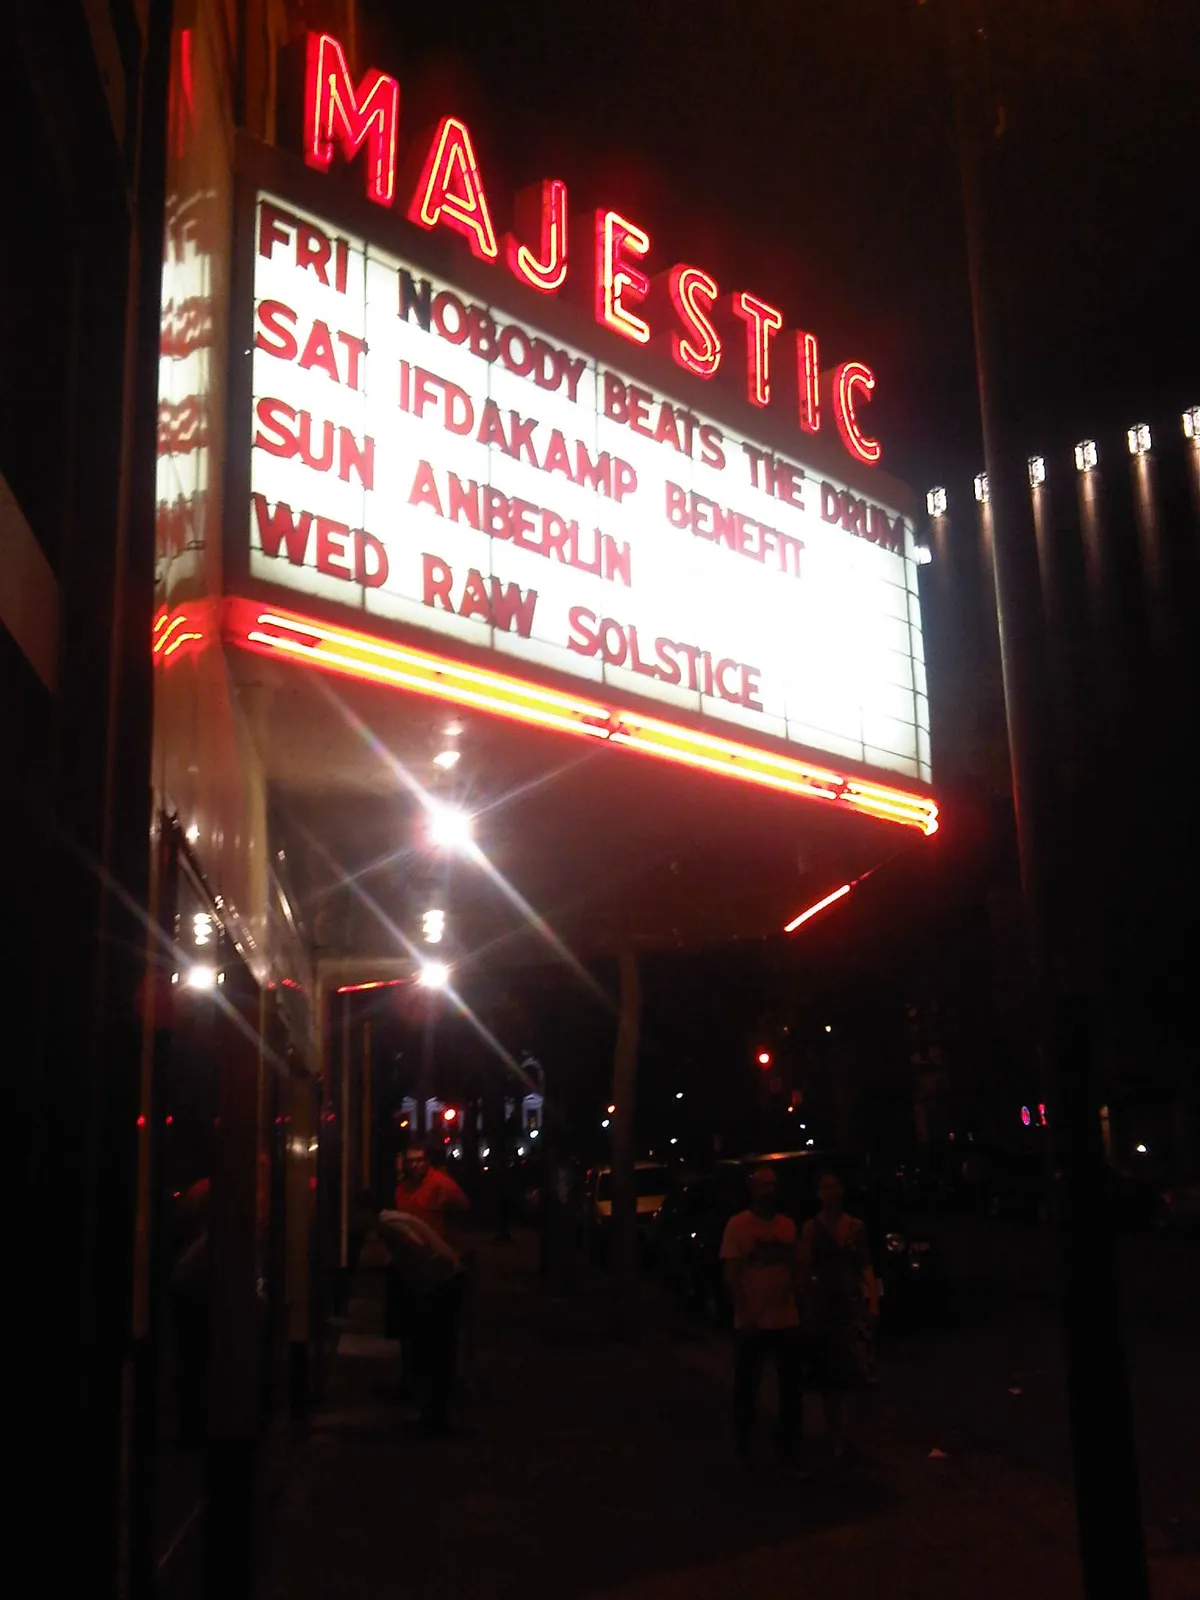 MAJESTIC
FRI NOBODY BEATS THE DRUM
SAT IFDAKAMP BENEFIT
SUN ANBERLIN
WED RAW SOLSTICE